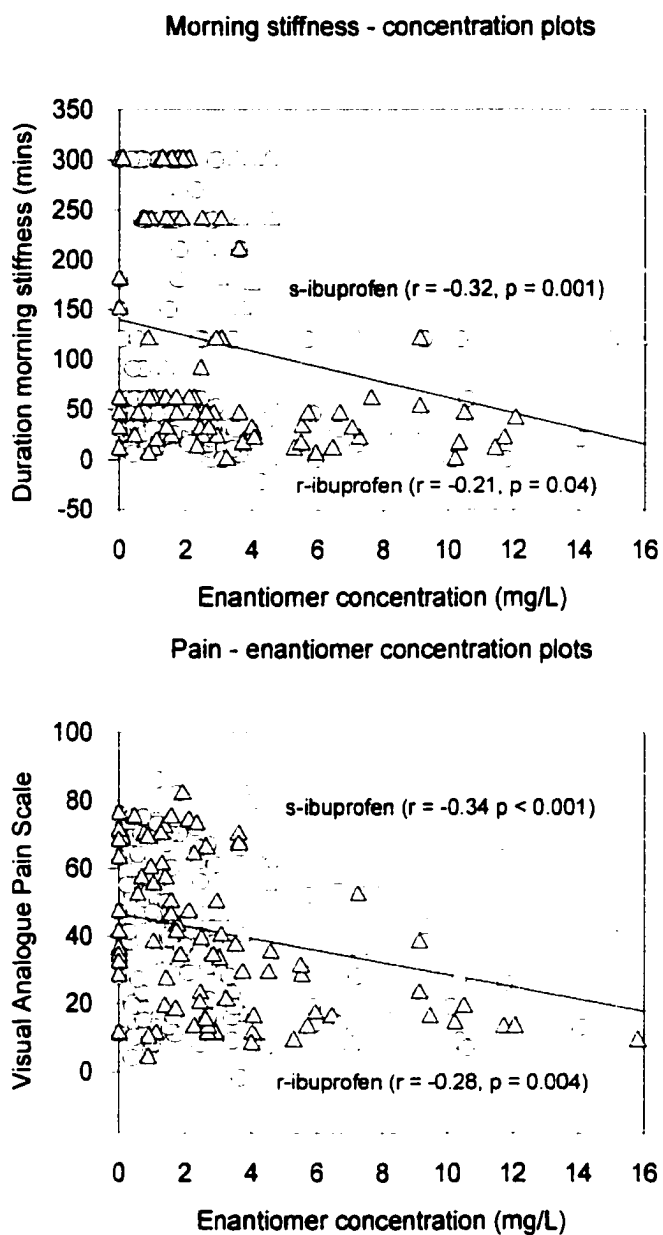 Morning stiffness - concentration plots
350
300
250
200
150
100
50
0
-50
Duration morning stiffness (mins)
s-ibuprofen (r = -0.32, p = 0.001)
r-ibuprofen (r = -0.21, p = 0.04)
0 2 4 6 8 10 12 14 16
Enantiomer concentration (mg/L)
Pain - enantiomer concentration plots
100
80
60
40
20
0
Visual Analogue Pain Scale
s-ibuprofen (r = -0.34 p < 0.001)
r-ibuprofen (r = -0.28, p = 0.004)
0 2 4 6 8 10 12 14 16
Enantiomer concentration (mg/L)